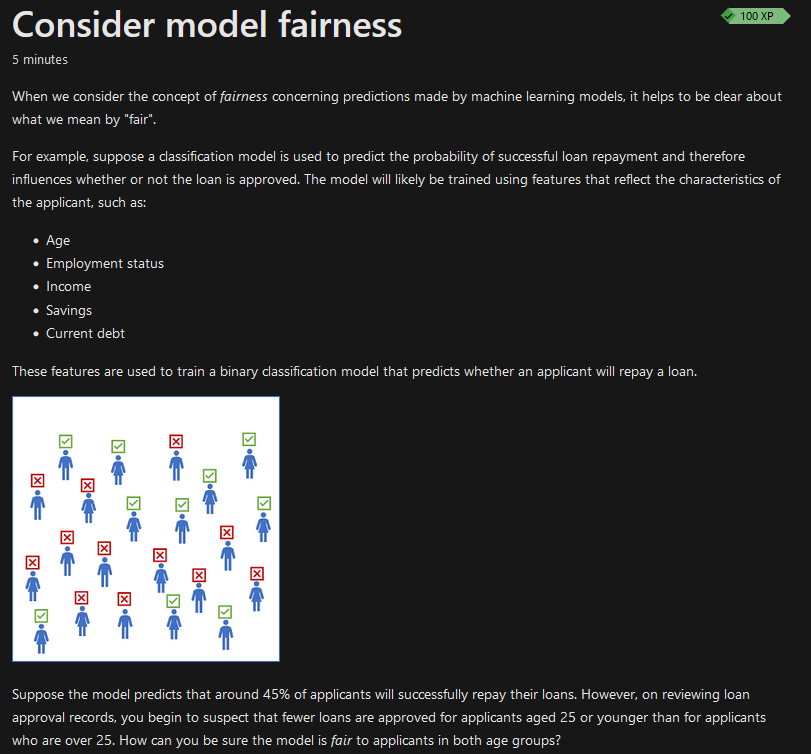 Consider model fairness
100 XP
5 minutes
When we consider the concept of fairness concerning predictions made by machine learning models, it helps to be clear about
what we mean by "fair".
For example, suppose a classification model is used to predict the probability of successful loan repayment and therefore
influences whether or not the loan is approved. The model will likely be trained using features that reflect the characteristics of
the applicant, such as:
• Age
• Employment status
• Income
• Savings
• Current debt
These features are used to train a binary classification model that predicts whether an applicant will repay a loan.
Suppose the model predicts that around 45% of applicants will successfully repay their loans. However, on reviewing loan
approval records, you begin to suspect that fewer loans are approved for applicants aged 25 or younger than for applicants
who are over 25. How can you be sure the model is fair to applicants in both age groups?